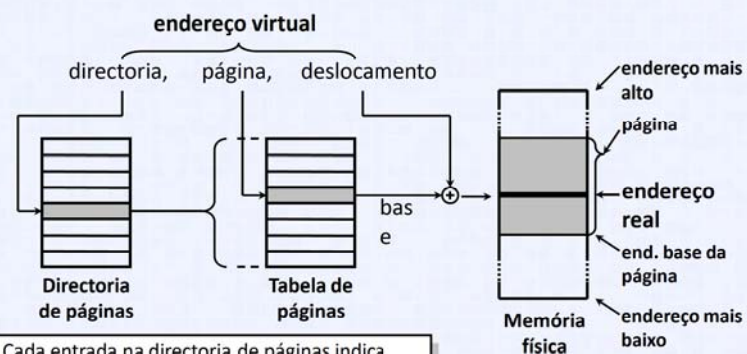 endereço virtual
directoria, página, deslocamento
endereço mais
alto
página
endereço
real
end. base da
página
endereço mais
baixo
bas
e
Directoria
de páginas
Tabela de
páginas
Memória
física
Cada entrada na directoria de páginas indica